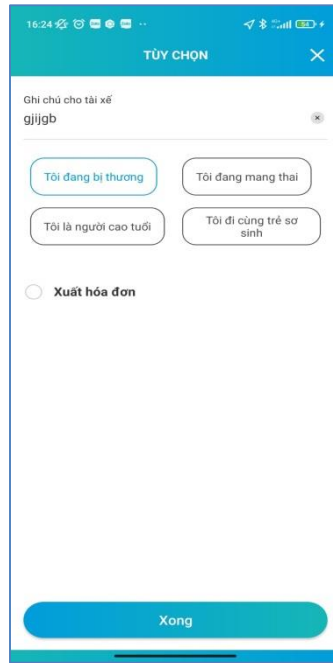 16:24
TÙY CHỌN
Ghi chú cho tài xế
gjijgb
Tôi đang bị thương
Tôi đang mang thai
Tôi là người cao tuổi
Tôi đi cùng trẻ sơ
sinh
Xuất hóa đơn
Xong